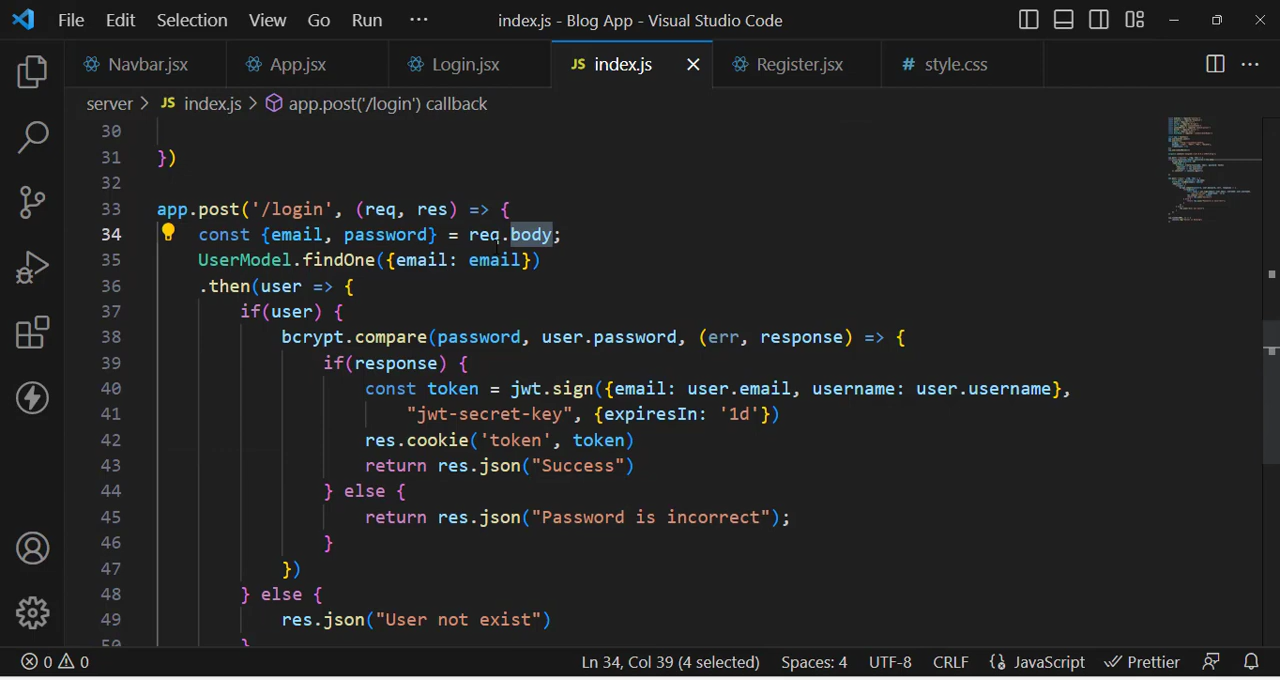 File Edit Selection View Go Run ··· index.js - Blog App - Visual Studio Code
Navbar.jsx App.jsx Login.jsx JS index.js Register.jsx # style.css ···
server > JS index.js > app.post('/login') callback
30
31 })
32
33 app.post('/login', (req, res) => {
34 const {email, password} = req.body;
35 UserModel.findOne({email: email})
36 .then(user => {
37 if(user) {
38 bcrypt.compare(password, user.password, (err, response) => {
39 if(response) {
40 const token = jwt.sign({email: user.email, username: user.username},
41 "jwt-secret-key", {expiresIn: '1d'})
42 res.cookie('token', token)
43 return res.json("Success")
44 } else {
45 return res.json("Password is incorrect");
46 }
47 })
48 } else {
49 res.json("User not exist")
50 }
0 0 Ln 34, Col 39 (4 selected) Spaces: 4 UTF-8 CRLF {} JavaScript Prettier